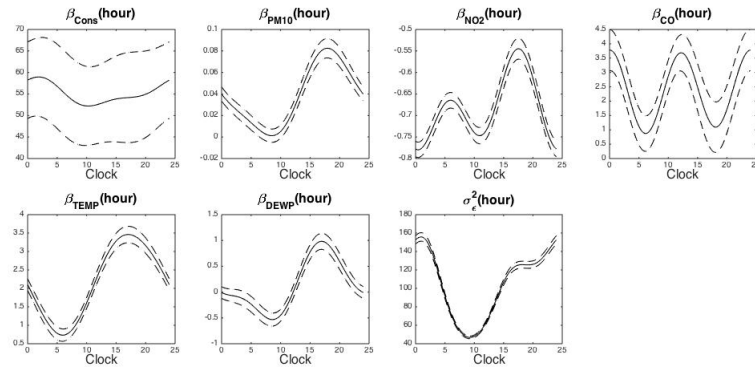 β_Cons(hour)
β_PM10(hour)
β_NO2(hour)
β_CO(hour)
70
65
60
55
50
45
40
0 5 10 15 20 25
Clock
0.1
0.08
0.06
0.04
0.02
0
-0.02
0 5 10 15 20 25
Clock
-0.5
-0.55
-0.6
-0.65
-0.7
-0.75
-0.8
0 5 10 15 20 25
Clock
4.5
4
3.5
3
2.5
2
1.5
1
0.5
0
0 5 10 15 20 25
Clock
β_TEMP(hour)
β_DEWP(hour)
σ_ϵ^2(hour)
4
3.5
3
2.5
2
1.5
1
0.5
0 5 10 15 20 25
Clock
1.5
1
0.5
0
-0.5
-1
0 5 10 15 20 25
Clock
180
160
140
120
100
80
60
40
0 5 10 15 20 25
Clock